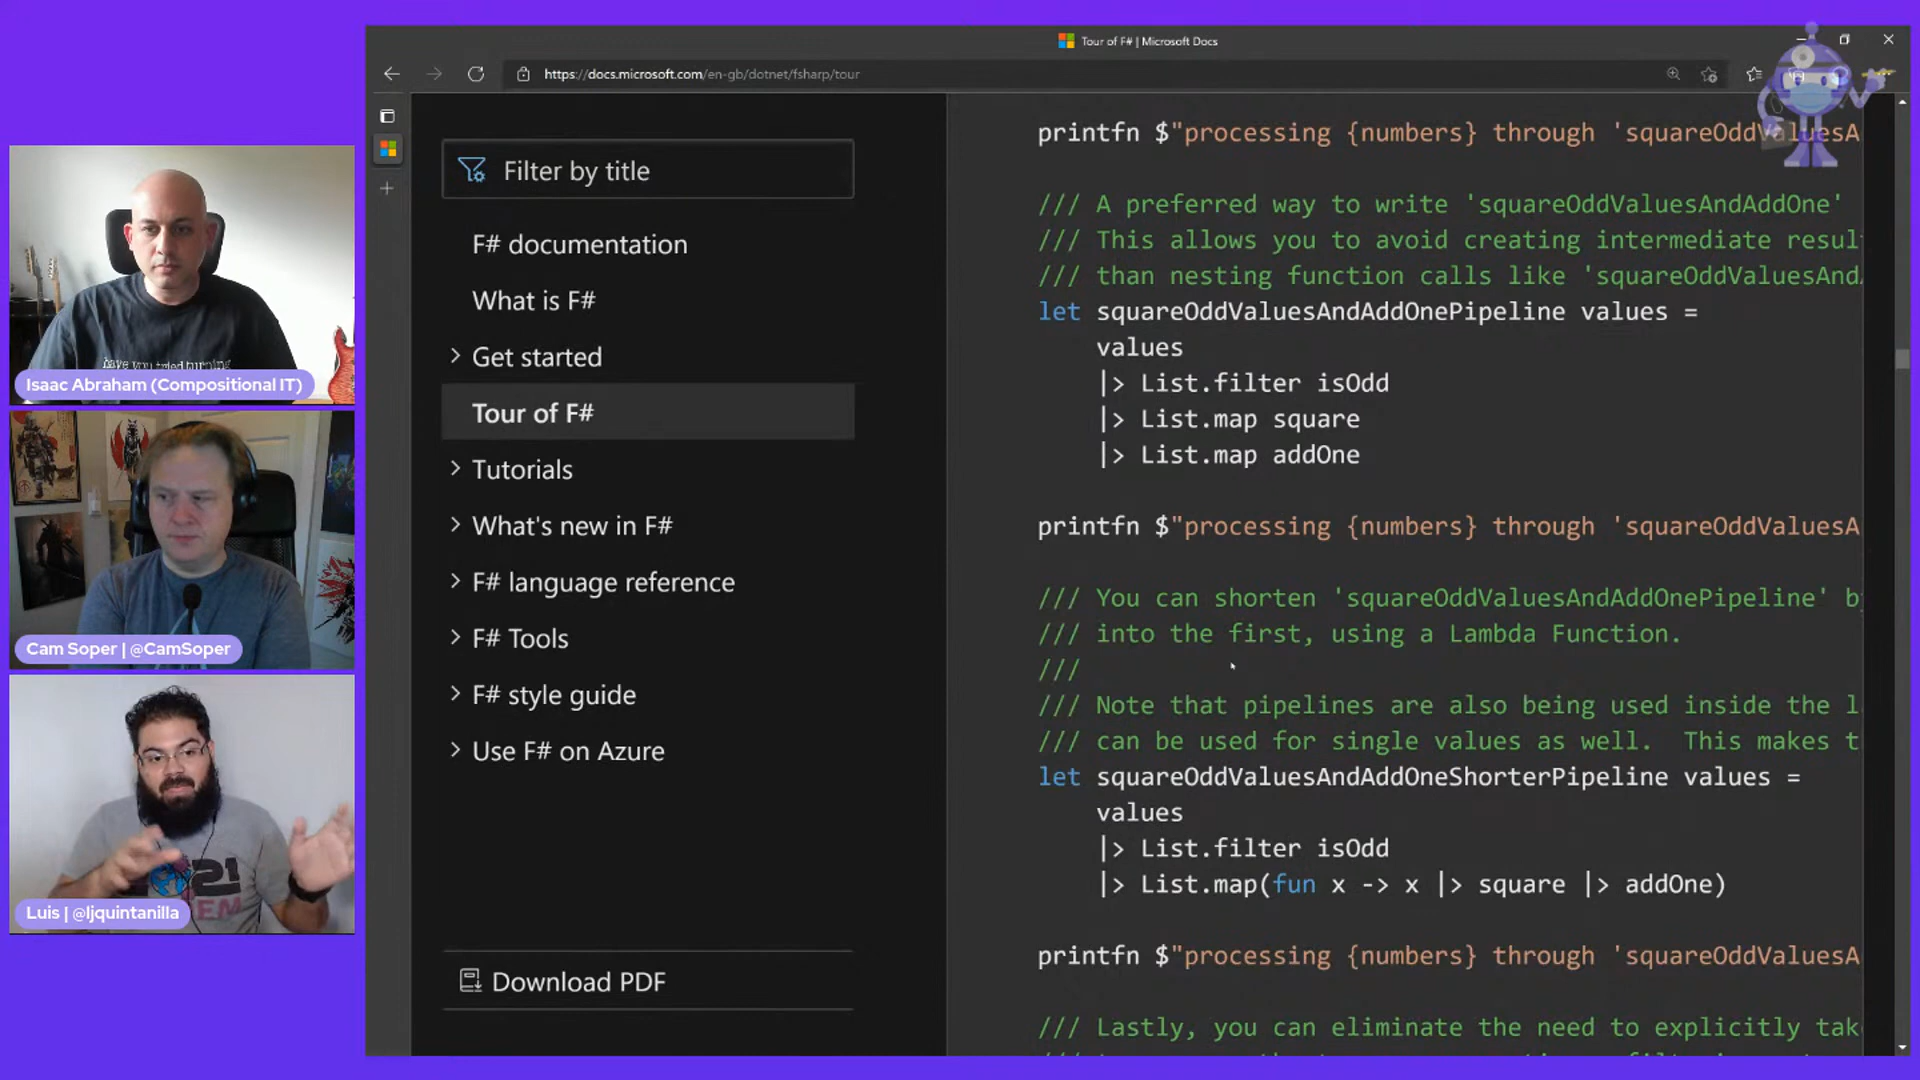 Tour of F# | Microsoft Docs
https://docs.microsoft.com/en-gb/dotnet/fsharp/tour
Filter by title
F# documentation
What is F#
Get started
Tour of F#
Tutorials
What's new in F#
F# language reference
F# Tools
F# style guide
Use F# on Azure
Download PDF
printfn $"processing {numbers} through 'squareOddValuesA
/// A preferred way to write 'squareOddValuesAndAddOne'
/// This allows you to avoid creating intermediate resul
/// than nesting function calls like 'squareOddValuesAnd
let squareOddValuesAndAddOnePipeline values =
values
|> List.filter isOdd
|> List.map square
|> List.map addOne
printfn $"processing {numbers} through 'squareOddValuesA
/// You can shorten 'squareOddValuesAndAddOnePipeline' b
/// into the first, using a Lambda Function.
///
/// Note that pipelines are also being used inside the l
/// can be used for single values as well.  This makes t
let squareOddValuesAndAddOneShorterPipeline values =
values
|> List.filter isOdd
|> List.map(fun x -> x |> square |> addOne)
printfn $"processing {numbers} through 'squareOddValuesA
/// Lastly, you can eliminate the need to explicitly tak
have you tried turning
Isaac Abraham (Compositional IT)
Cam Soper | @CamSoper
Luis | @ljquintanilla